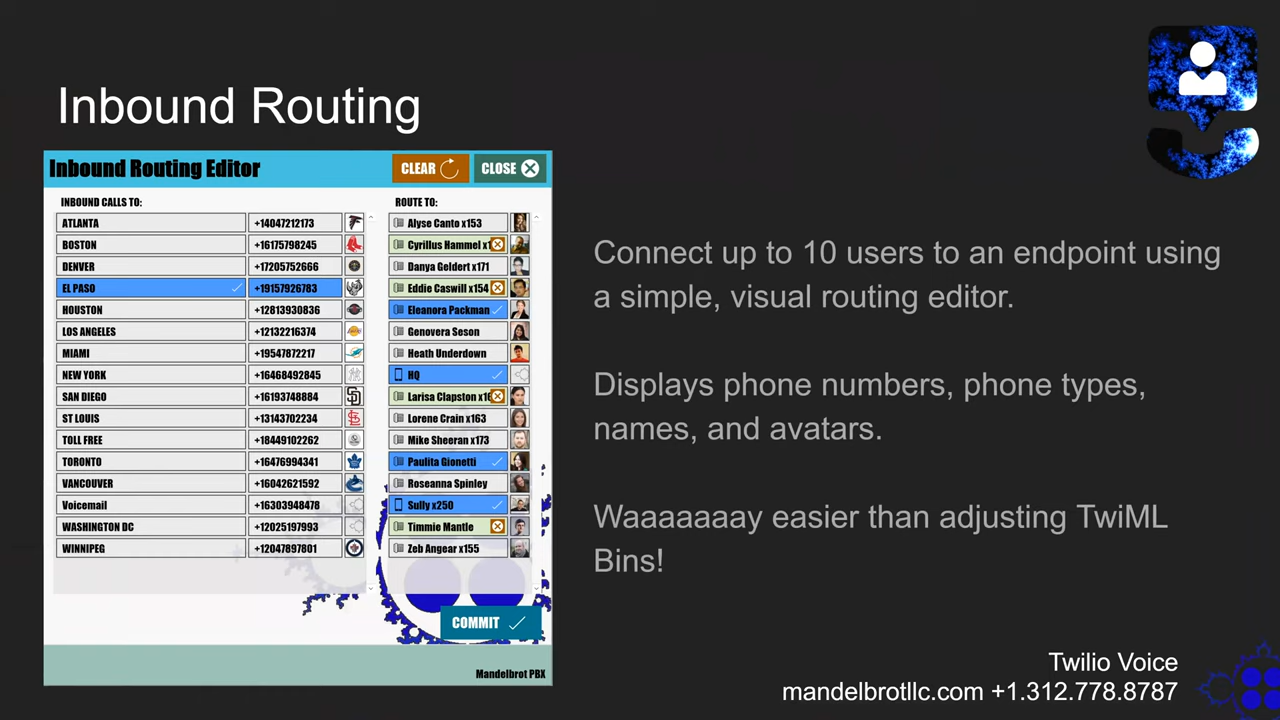 Inbound Routing
Inbound Routing Editor
CLEAR
CLOSE
INBOUND CALLS TO:
ROUTE TO:
ATLANTA +14047212173
BOSTON +16175798245
DENVER +17205752666
EL PASO +19157926783
HOUSTON +12813930836
LOS ANGELES +12132216374
MIAMI +19547872217
NEW YORK +16468492845
SAN DIEGO +16193748884
ST LOUIS +13143702234
TOLL FREE +18449102262
TORONTO +16476994341
VANCOUVER +16042621592
Voicemail +16303948478
WASHINGTON DC +12025197993
WINNIPEG +12047897801
Alyse Canto x153
Cyrillus Hammel x1
Danya Geldert x171
Eddie Caswill x154
Eleanora Packman
Genovera Seson
Heath Underdown
HQ
Larisa Clapston x16
Lorene Crain x163
Mike Sheeran x173
Paulita Gionetti
Roseanna Spinley
Sully x250
Timmie Mantle
Zeb Angear x155
COMMIT
Mandelbrot PBX
Connect up to 10 users to an endpoint using
a simple, visual routing editor.
Displays phone numbers, phone types,
names, and avatars.
Waaaaaaay easier than adjusting TwiML
Bins!
Twilio Voice
mandelbrotllc.com +1.312.778.8787